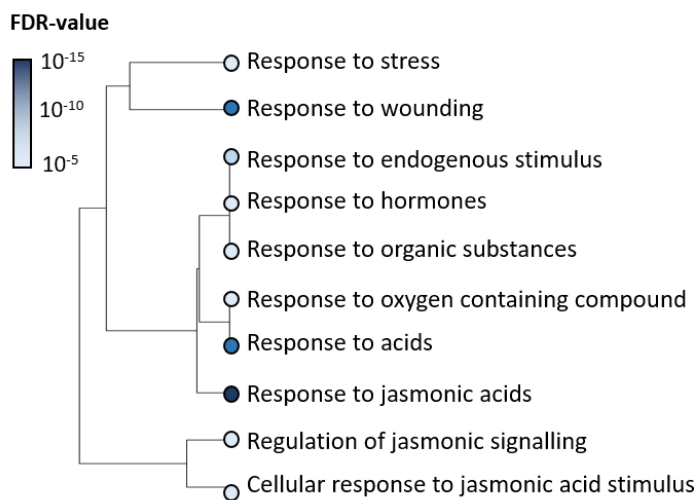 FDR-value
10-15
10-10
10-5
Response to stress
Response to wounding
Response to endogenous stimulus
Response to hormones
Response to organic substances
Response to oxygen containing compound
Response to acids
Response to jasmonic acids
Regulation of jasmonic signalling
Cellular response to jasmonic acid stimulus